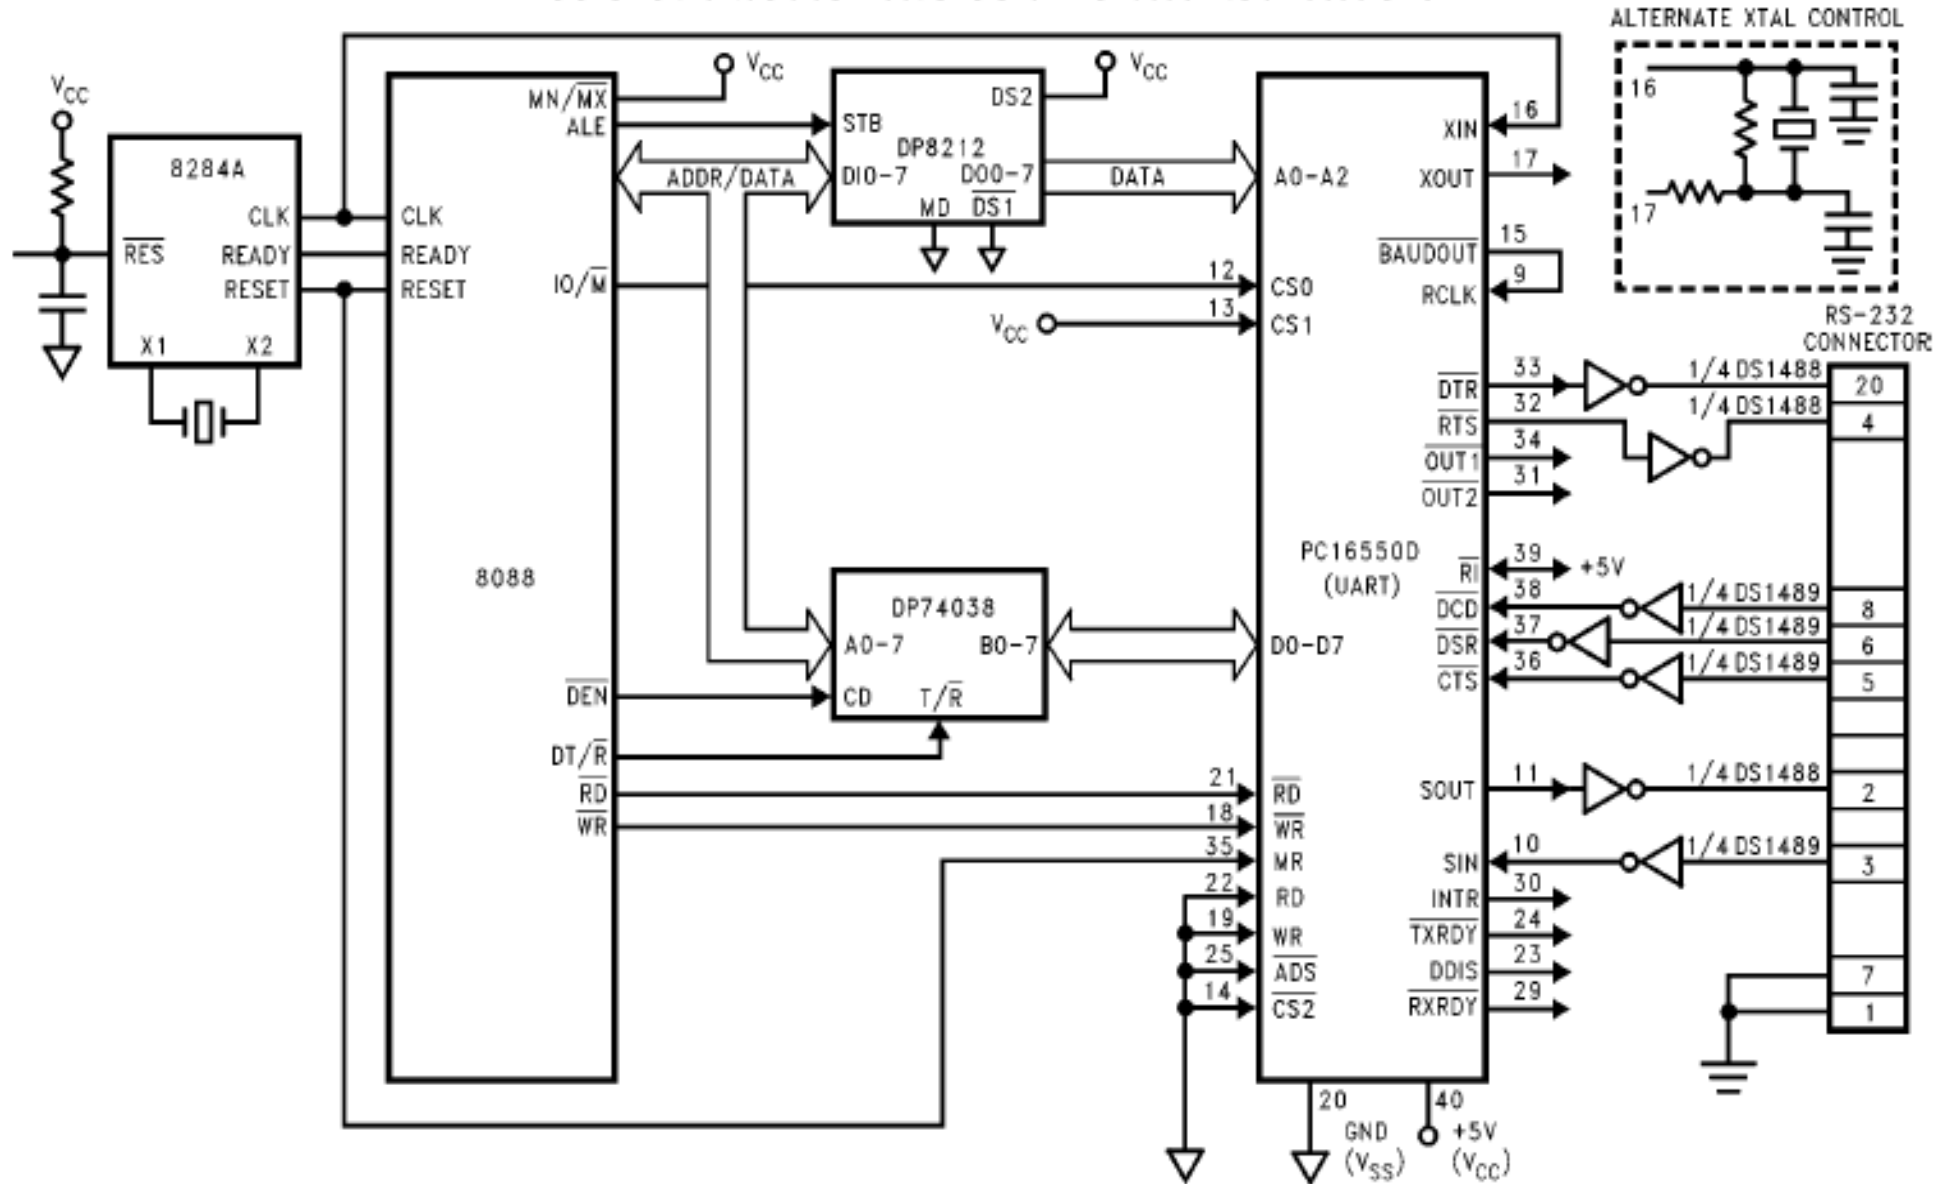 ALTERNATE XTAL CONTROL
16
17
VCC
8284A
CLK
RES
READY
RESET
X1
X2
CLK
READY
RESET
8088
MN/MX
ALE
VCC
ADDR/DATA
IO/M
DEN
DT/R
RD
WR
STB
DS2
VCC
DP8212
DI0-7
DO0-7
MD
DS1
DATA
VCC
DP74038
A0-7
B0-7
CD
T/R
12
13
21
18
35
22
19
25
14
A0-A2
CS0
CS1
PC16550D
(UART)
D0-D7
RD
WR
MR
RD
WR
ADS
CS2
XIN
16
XOUT
17
BAUDOUT
15
RCLK
9
DTR
33
RTS
32
OUT1
34
OUT2
31
RI
39
+5V
DCD
38
DSR
37
CTS
36
SOUT
11
SIN
10
INTR
30
TXRDY
24
DDIS
23
RXRDY
29
20
GND
(VSS)
40
+5V
(VCC)
RS-232
CONNECTOR
1/4 DS1488
20
1/4 DS1488
4
1/4 DS1489
8
1/4 DS1489
6
1/4 DS1489
5
1/4 DS1488
2
1/4 DS1489
3
7
1